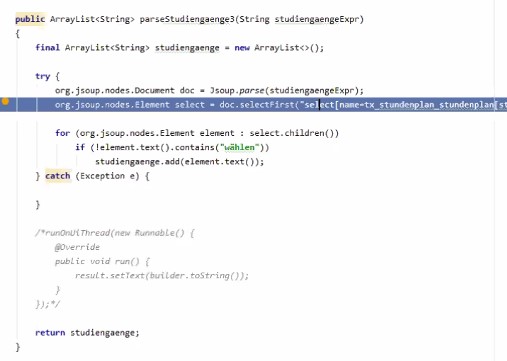 public ArrayList<String> parseStudiengaenge3(String studiengaengeExpr)
{
final ArrayList<String> studiengaenge = new ArrayList<>();
try {
org.jsoup.nodes.Document doc = Jsoup.parse(studiengaengeExpr);
org.jsoup.nodes.Element select = doc.selectFirst("select[name=tx_stundenplan_stundenplan[st
for (org.jsoup.nodes.Element element : select.children())
if (!element.text().contains("wählen"))
studiengaenge.add(element.text());
} catch (Exception e) {
}
/*runOnUiThread(new Runnable() {
@Override
public void run() {
result.setText(builder.toString());
}
});*/
return studiengaenge;
}